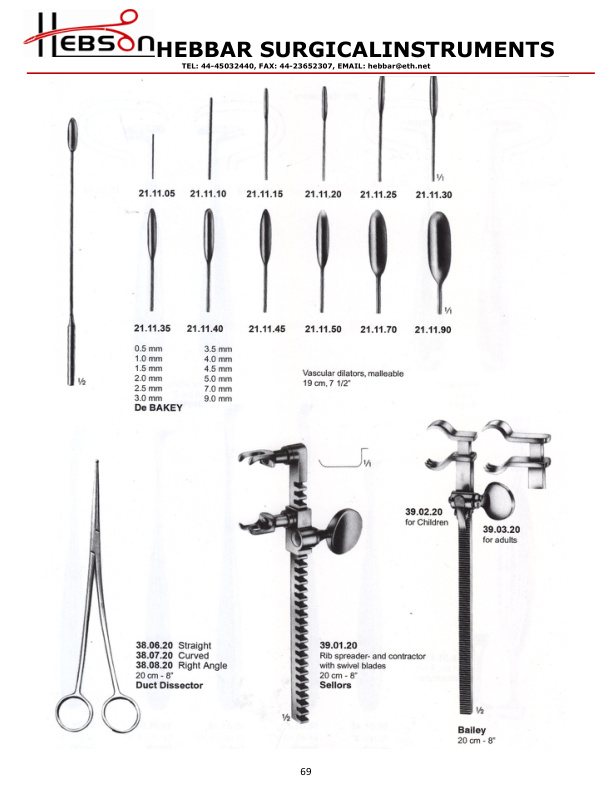 HEBSON
HEBBAR SURGICALINSTRUMENTS
TEL: 44-45032440, FAX: 44-23652307, EMAIL: hebbar@eth.net
1/1
21.11.05 21.11.10 21.11.15 21.11.20 21.11.25 21.11.30
1/1
21.11.35 21.11.40 21.11.45 21.11.50 21.11.70 21.11.90
1/2
0.5 mm 3.5 mm
1.0 mm 4.0 mm
1.5 mm 4.5 mm
2.0 mm 5.0 mm
2.5 mm 7.0 mm
3.0 mm 9.0 mm
De BAKEY
Vascular dilators, malleable
19 cm, 7 1/2"
1/1
39.02.20
for Children
39.03.20
for adults
38.06.20 Straight
38.07.20 Curved
38.08.20 Right Angle
20 cm - 8"
Duct Dissector
39.01.20
Rib spreader- and contractor
with swivel blades
20 cm - 8"
Sellors
1/2
1/2
Bailey
20 cm - 8"
69